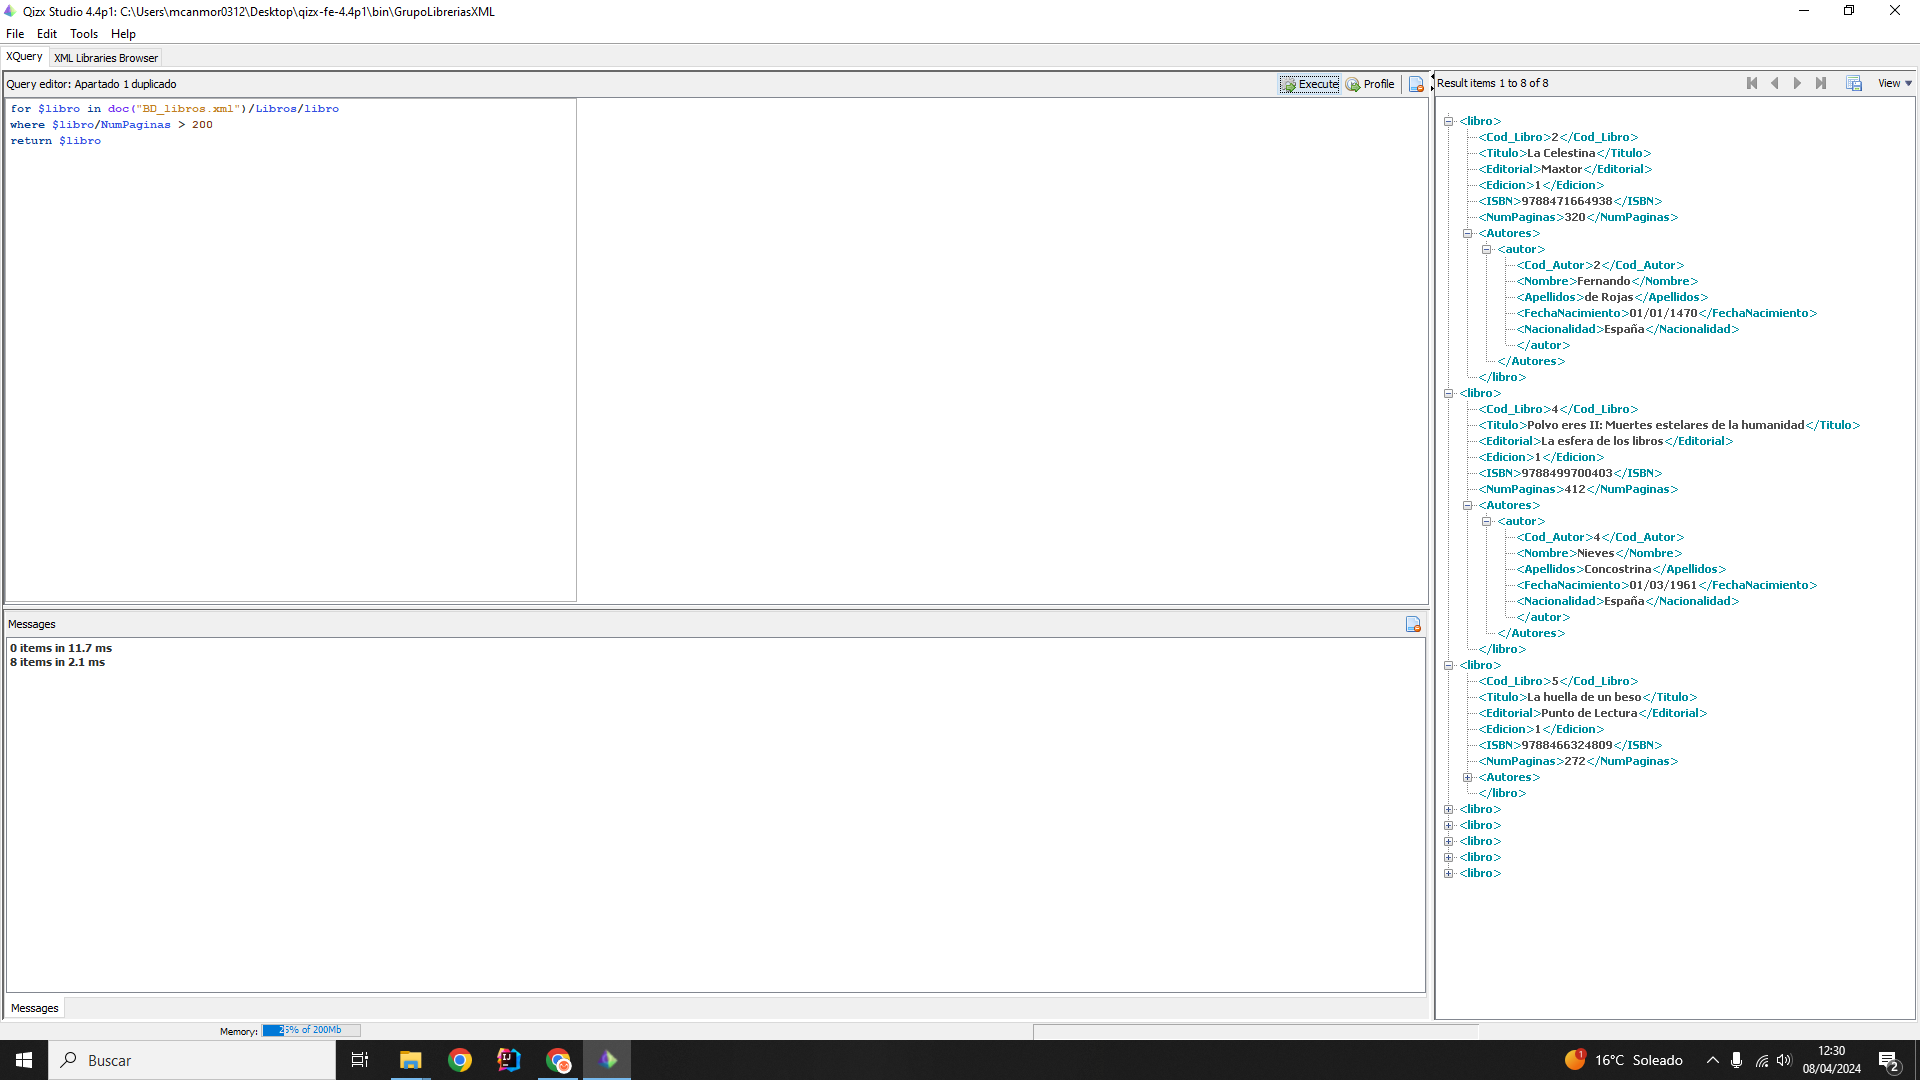 Qizx Studio 4.4p1: C:\Users\mcanmor0312\Desktop\qizx-fe-4.4p1\bin\GrupoLibreriasXML
File Edit Tools Help
XQuery XML Libraries Browser
Query editor: Apartado 1 duplicado
Execute Profile
for $libro in doc("BD_libros.xml")/Libros/libro
where $libro/NumPaginas > 200
return $libro
Messages
0 items in 11.7 ms
8 items in 2.1 ms
Messages
Memory: 25% of 200Mb
Result items 1 to 8 of 8
View
<libro>
<Cod_Libro>2</Cod_Libro>
<Titulo>La Celestina</Titulo>
<Editorial>Maxtor</Editorial>
<Edicion>1</Edicion>
<ISBN>9788471664938</ISBN>
<NumPaginas>320</NumPaginas>
<Autores>
<autor>
<Cod_Autor>2</Cod_Autor>
<Nombre>Fernando</Nombre>
<Apellidos>de Rojas</Apellidos>
<FechaNacimiento>01/01/1470</FechaNacimiento>
<Nacionalidad>España</Nacionalidad>
</autor>
</Autores>
</libro>
<libro>
<Cod_Libro>4</Cod_Libro>
<Titulo>Polvo eres II: Muertes estelares de la humanidad</Titulo>
<Editorial>La esfera de los libros</Editorial>
<Edicion>1</Edicion>
<ISBN>9788499700403</ISBN>
<NumPaginas>412</NumPaginas>
<Autores>
<autor>
<Cod_Autor>4</Cod_Autor>
<Nombre>Nieves</Nombre>
<Apellidos>Concostrina</Apellidos>
<FechaNacimiento>01/03/1961</FechaNacimiento>
<Nacionalidad>España</Nacionalidad>
</autor>
</Autores>
</libro>
<libro>
<Cod_Libro>5</Cod_Libro>
<Titulo>La huella de un beso</Titulo>
<Editorial>Punto de Lectura</Editorial>
<Edicion>1</Edicion>
<ISBN>9788466324809</ISBN>
<NumPaginas>272</NumPaginas>
<Autores>
</libro>
<libro>
<libro>
<libro>
<libro>
<libro>
Buscar
1
16°C Soleado
12:30
08/04/2024
2